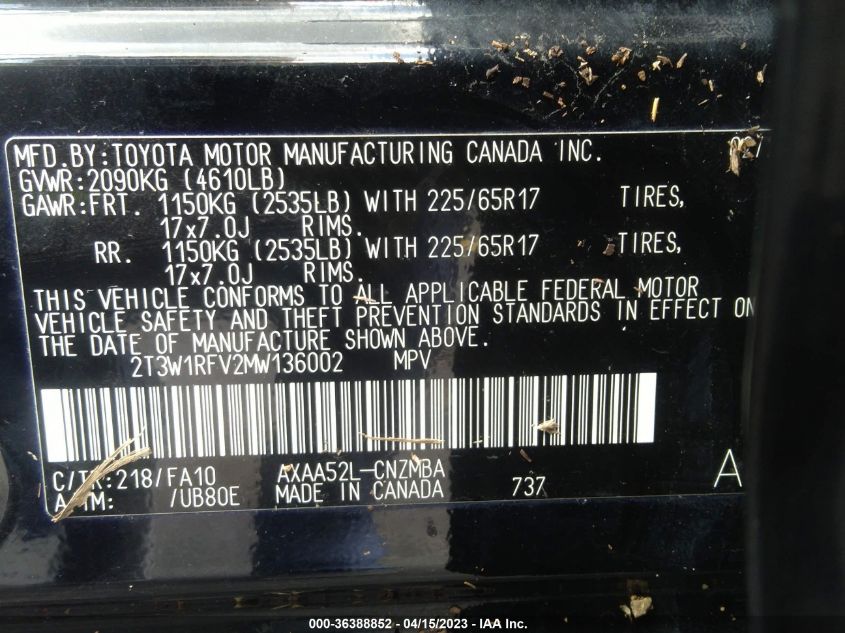 MFD.BY:TOYOTA MOTOR MANUFACTURING CANADA INC.
GVWR:2090KG (4610LB)
GAWR:FRT. 1150KG (2535LB) WITH 225/65R17 TIRES,
17x7.0J RIMS.
RR. 1150KG (2535LB) WITH 225/65R17 TIRES,
17x7.0J RIMS.
THIS VEHICLE CONFORMS TO ALL APPLICABLE FEDERAL MOTOR
VEHICLE SAFETY AND THEFT PREVENTION STANDARDS IN EFFECT ON
THE DATE OF MANUFACTURE SHOWN ABOVE.
2T3W1RFV2MW136002 MPV
C/TR:218/FA10 AXAA52L-CNZMBA A
/UB80E MADE IN CANADA 737
000-36388852 - 04/15/2023 - IAA Inc.